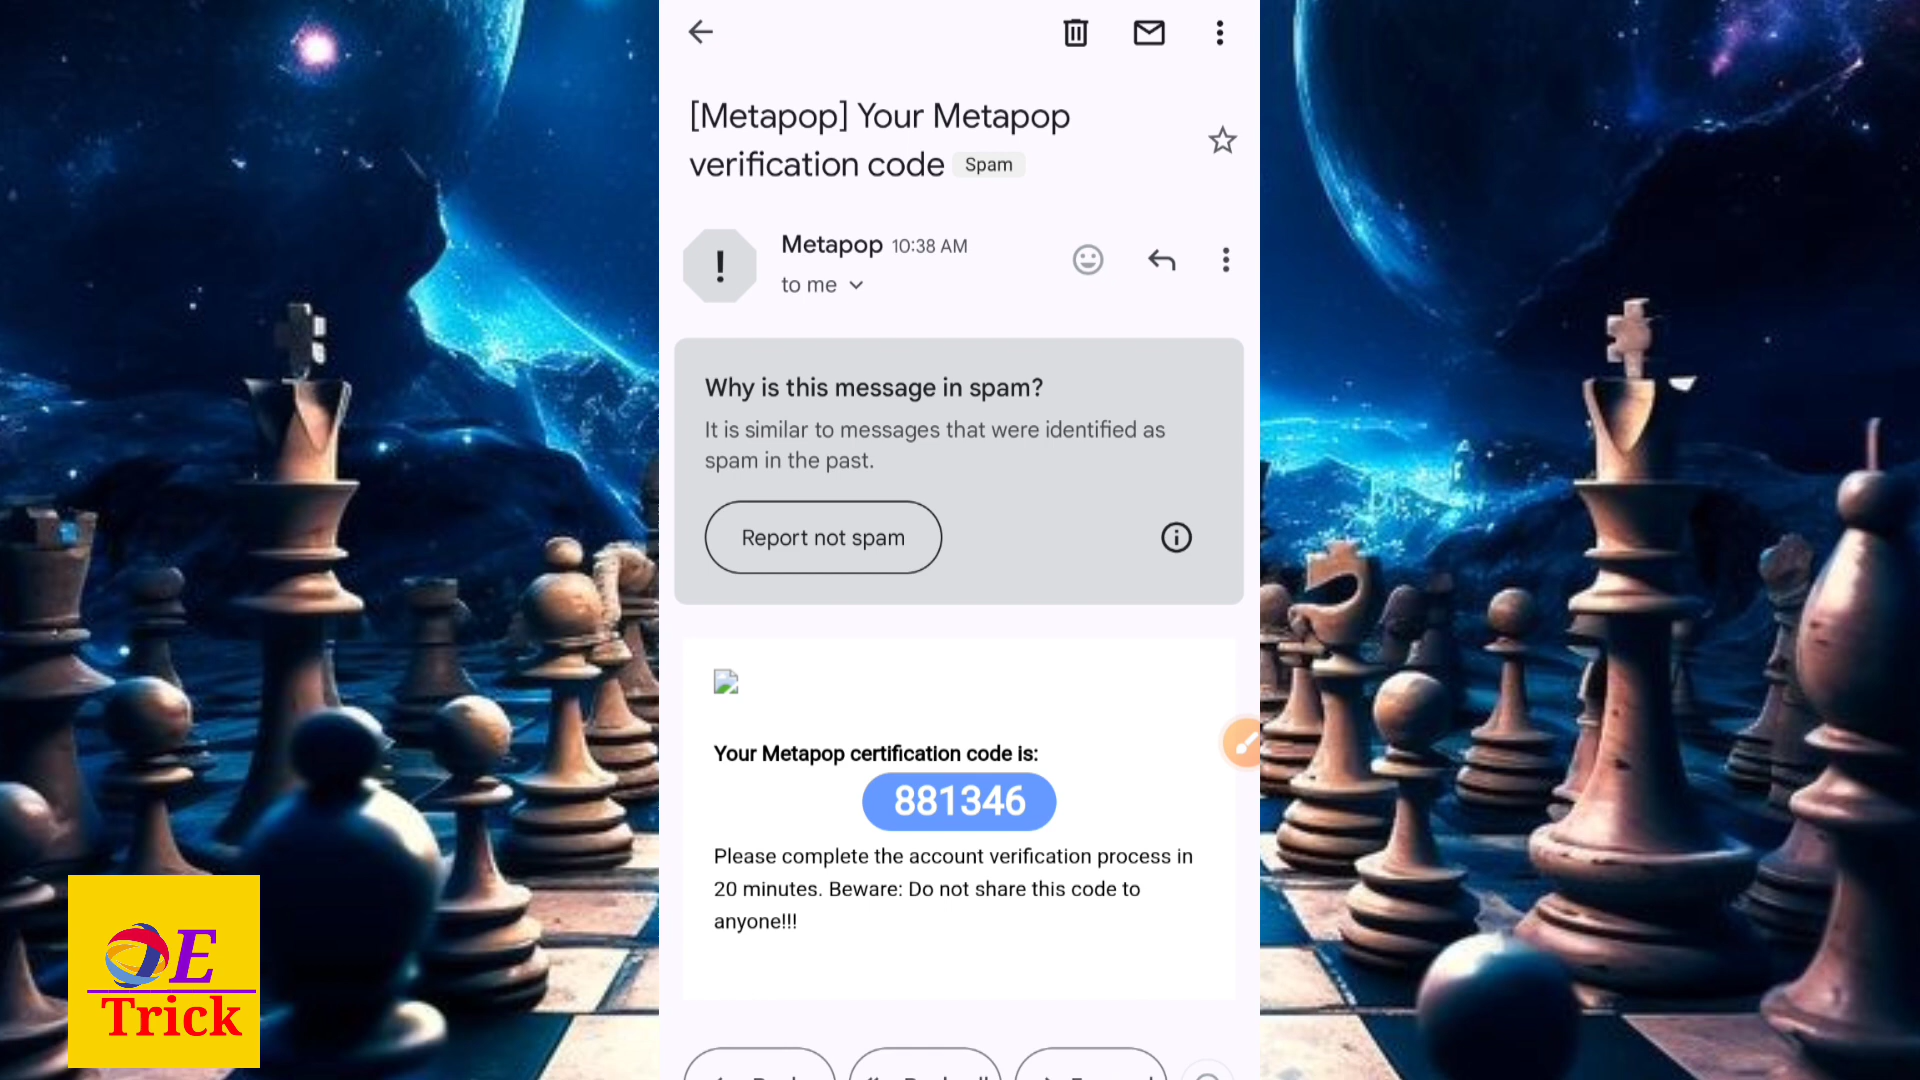 [Metapop] Your Metapop
verification code Spam
Metapop 10:38 AM
to me
Why is this message in spam?
It is similar to messages that were identified as
spam in the past.
Report not spam
Your Metapop certification code is:
881346
Please complete the account verification process in
20 minutes. Beware: Do not share this code to
anyone!!!
E
Trick